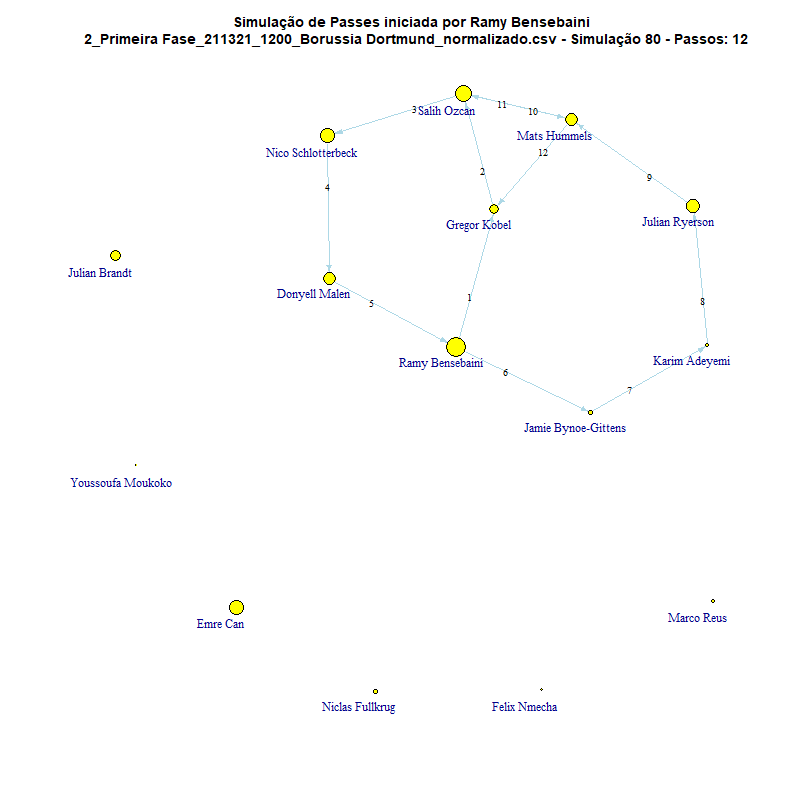 Simulação de Passes iniciada por Ramy Bensebaini
2_Primeira Fase_211321_1200_Borussia Dortmund_normalizado.csv - Simulação 80 - Passos: 12
Salih Ozcan
3
11
10
Mats Hummels
Nico Schlotterbeck
12
2
4
9
Gregor Kobel
Julian Ryerson
Julian Brandt
Donyell Malen
1
5
8
Ramy Bensebaini
Karim Adeyemi
6
7
Jamie Bynoe-Gittens
Youssoufa Moukoko
Emre Can
Marco Reus
Niclas Fullkrug
Felix Nmecha